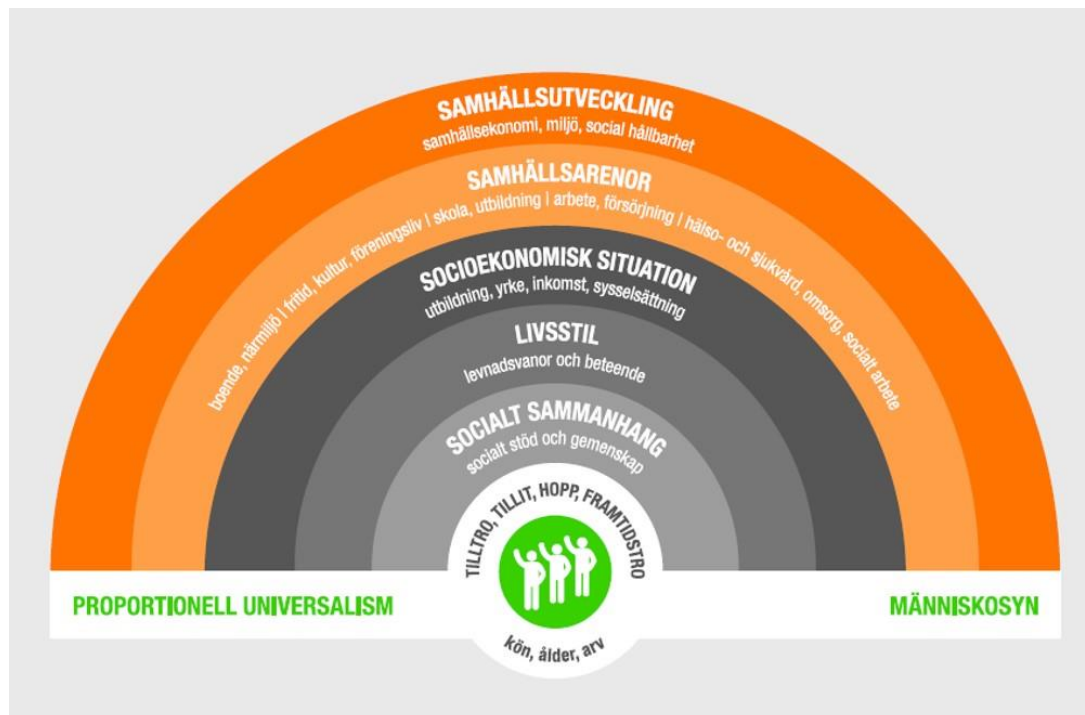 SAMHÄLLSUTVECKLING
samhällsekonomi, miljö, social hållbarhet
SAMHÄLLSARENOR
boende, närmiljö | fritid, kultur, föreningsliv | skola, utbildning | arbete, försörjning | hälso- och sjukvård, omsorg, socialt arbete
SOCIOEKONOMISK SITUATION
utbildning, yrke, inkomst, sysselsättning
LIVSSTIL
levnadsvanor och beteende
SOCIALT SAMMANHANG
socialt stöd och gemenskap
TILLTRO, TILLIT, HOPP, FRAMTIDSTRO
PROPORTIONELL UNIVERSALISM
MÄNNISKOSYN
kön, ålder, arv